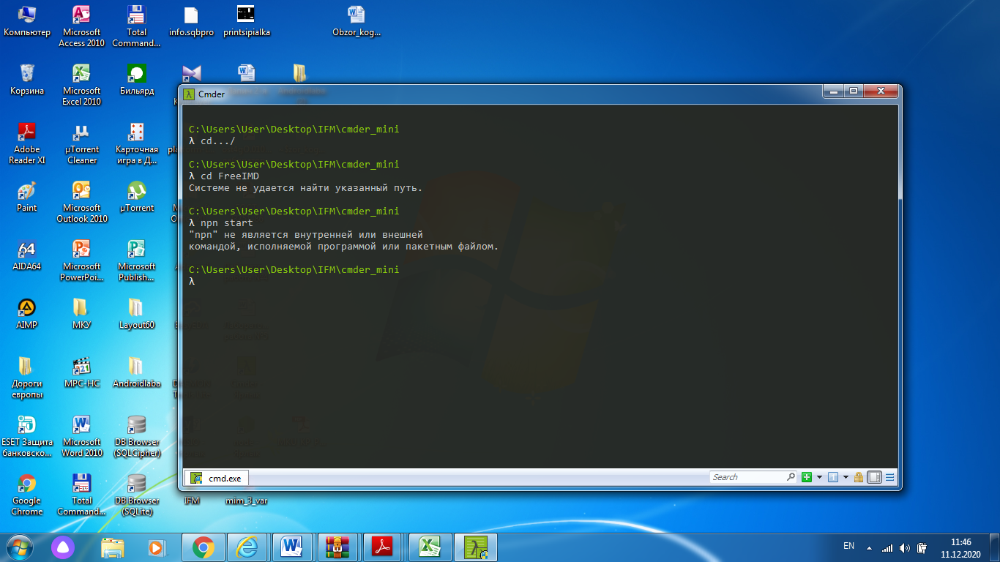 Компьютер
Microsoft
Access 2010
Total
Command...
info.sqbpro
printsipialka
Obzor_kog...
Корзина
Microsoft
Excel 2010
Бильярд
Adobe
Reader XI
µTorrent
Cleaner
Карточная
игра в Д...
Paint
Microsoft
Outlook 2010
µTorrent
AIDA64
Microsoft
PowerPoi...
Microsoft
Publish...
AIMP
МКУ
Layout60
Дороги
европы
MPC-HC
Androidlaba
ESET Защита
банковско...
Microsoft
Word 2010
DB Browser
(SQLCipher)
Google
Chrome
Total
Command...
DB Browser
(SQLite)
IFM
mim_3_var
Cmder
C:\Users\User\Desktop\IFM\cmder_mini
λ cd.../
C:\Users\User\Desktop\IFM\cmder_mini
λ cd FreeIMD
Системе не удается найти указанный путь.
C:\Users\User\Desktop\IFM\cmder_mini
λ npn start
"npn" не является внутренней или внешней
командой, исполняемой программой или пакетным файлом.
C:\Users\User\Desktop\IFM\cmder_mini
λ
cmd.exe
Search
EN
11:46
11.12.2020